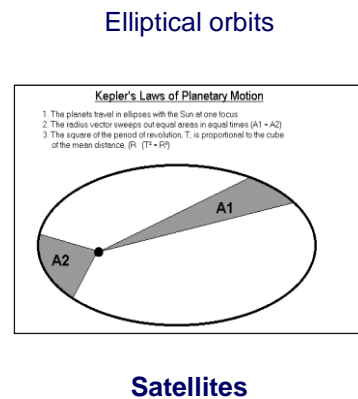 Elliptical orbits
Kepler's Laws of Planetary Motion
1. The planets travel in ellipses with the Sun at one focus
2. The radius vector sweeps out equal areas in equal times (A1 = A2)
3. The square of the period of revolution, T, is proportional to the cube
of the mean distance, (R (T² = R³)
A1
A2
Satellites